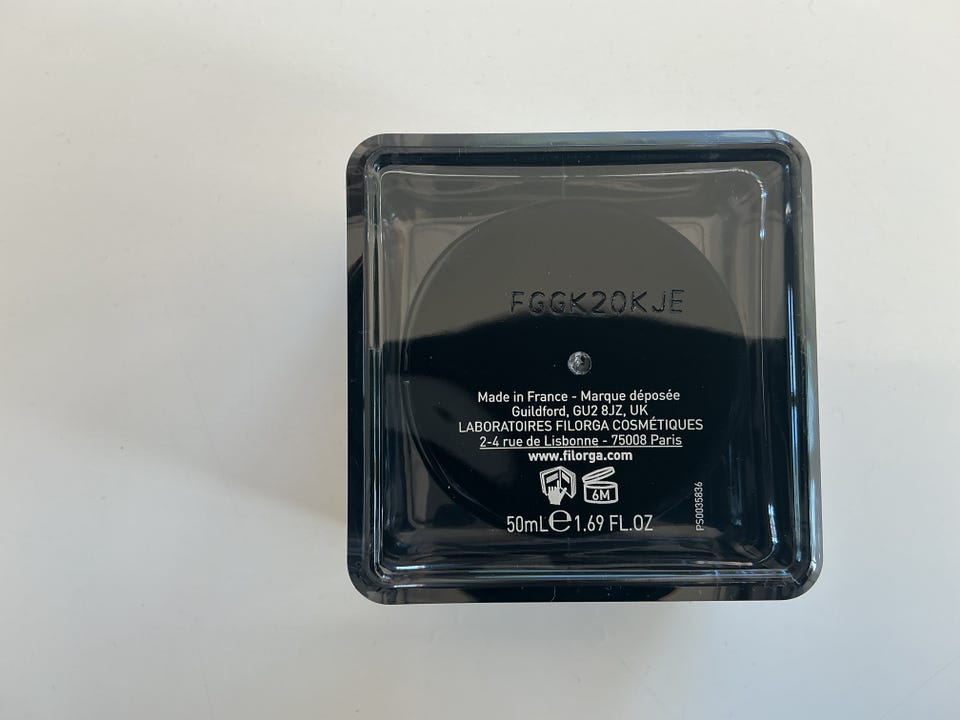 FGGK20KJE
Made in France - Marque déposée
Guildford, GU2 8JZ, UK
LABORATOIRES FILORGA COSMÉTIQUES
2-4 rue de Lisbonne - 75008 Paris
www.filorga.com
6M
50mL℮1.69 FL.OZ
PS0035836